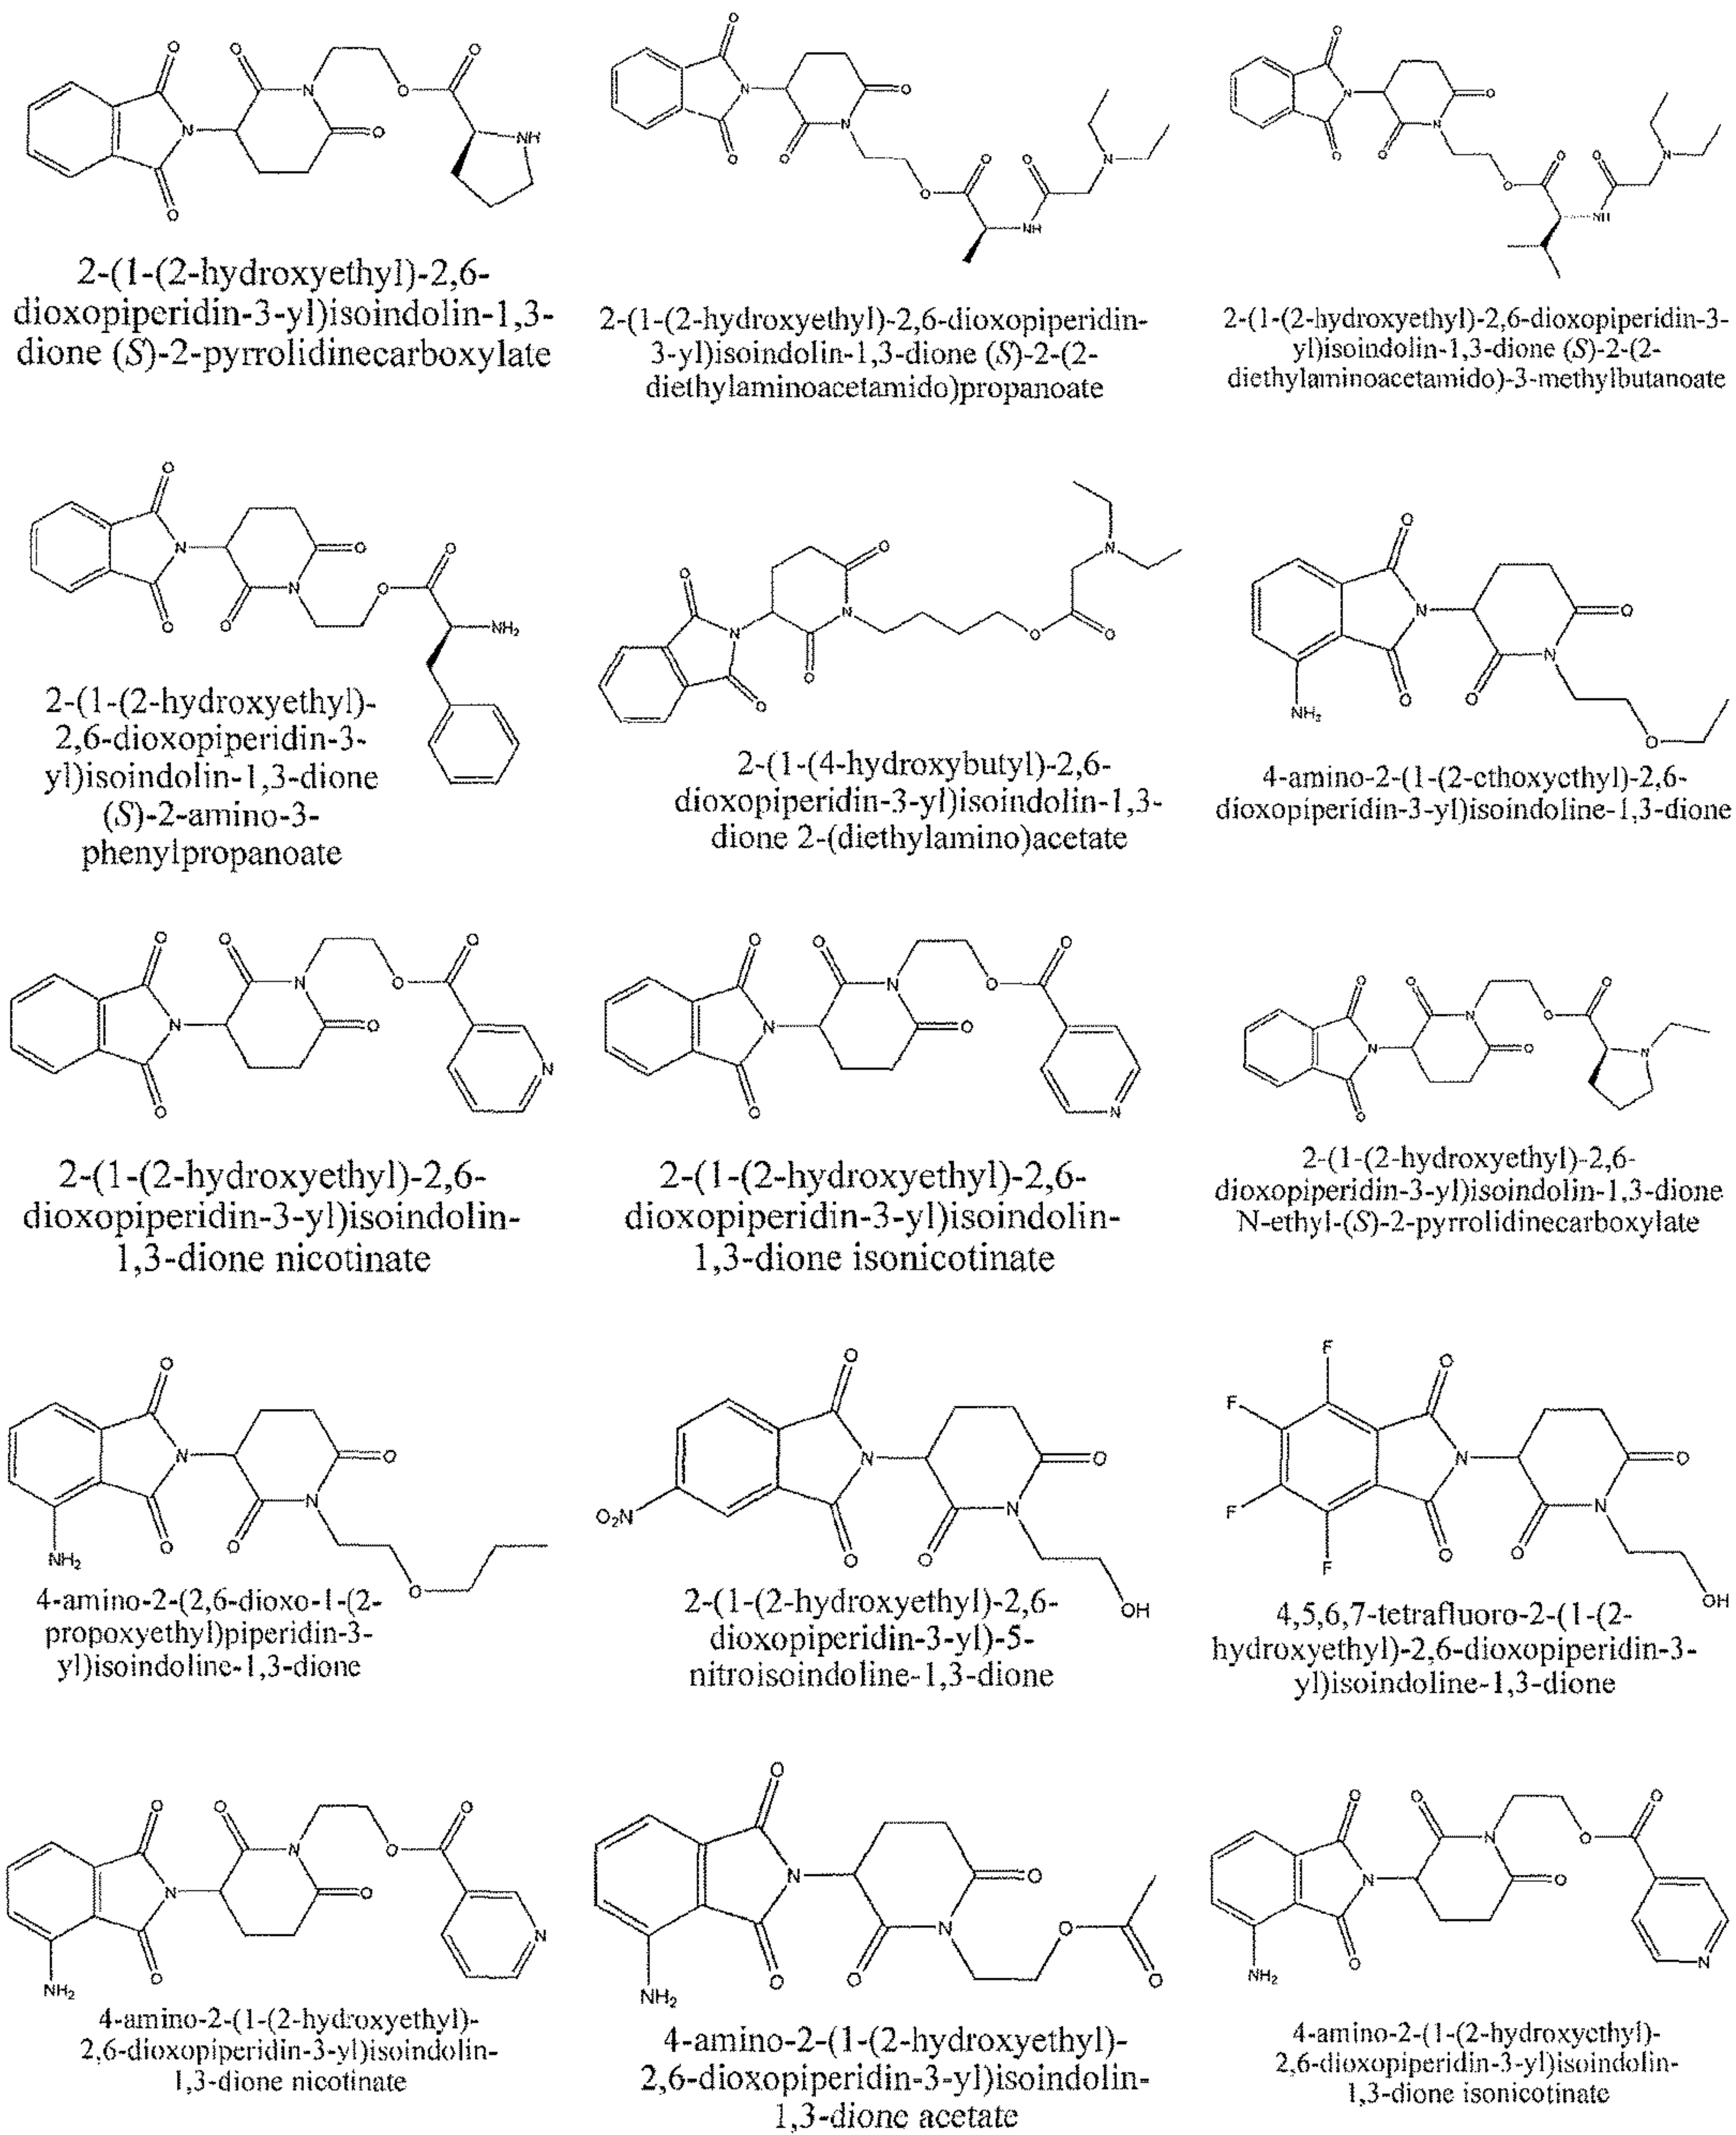 2-(1-(2-hydroxyethyl)-2,6-
dioxopiperidin-3-yl)isoindolin-1,3-
dione (S)-2-pyrrolidinecarboxylate
2-(1-(2-hydroxyethyl)-2,6-dioxopiperidin-
3-yl)isoindolin-1,3-dione (S)-2-(2-
diethylaminoacetamido)propanoate
2-(1-(2-hydroxyethyl)-2,6-dioxopiperidin-3-
yl)isoindolin-1,3-dione (S)-2-(2-
diethylaminoacetamido)-3-methylbutanoate
2-(1-(2-hydroxyethyl)-
2,6-dioxopiperidin-3-
yl)isoindolin-1,3-dione
(S)-2-amino-3-
phenylpropanoate
2-(1-(4-hydroxybutyl)-2,6-
dioxopiperidin-3-yl)isoindolin-1,3-
dione 2-(diethylamino)acetate
4-amino-2-(1-(2-ethoxyethyl)-2,6-
dioxopiperidin-3-yl)isoindoline-1,3-dione
2-(1-(2-hydroxyethyl)-2,6-
dioxopiperidin-3-yl)isoindolin-
1,3-dione nicotinate
2-(1-(2-hydroxyethyl)-2,6-
dioxopiperidin-3-yl)isoindolin-
1,3-dione isonicotinate
2-(1-(2-hydroxyethyl)-2,6-
dioxopiperidin-3-yl)isoindolin-1,3-dione
N-ethyl-(S)-2-pyrrolidinecarboxylate
4-amino-2-(2,6-dioxo-1-(2-
propoxyethyl)piperidin-3-
yl)isoindoline-1,3-dione
2-(1-(2-hydroxyethyl)-2,6-
dioxopiperidin-3-yl)-5-
nitroisoindoline-1,3-dione
4,5,6,7-tetrafluoro-2-(1-(2-
hydroxyethyl)-2,6-dioxopiperidin-3-
yl)isoindoline-1,3-dione
4-amino-2-(1-(2-hydroxyethyl)-
2,6-dioxopiperidin-3-yl)isoindolin-
1,3-dione nicotinate
4-amino-2-(1-(2-hydroxyethyl)-
2,6-dioxopiperidin-3-yl)isoindolin-
1,3-dione acetate
4-amino-2-(1-(2-hydroxyethyl)-
2,6-dioxopiperidin-3-yl)isoindolin-
1,3-dione isonicotinate